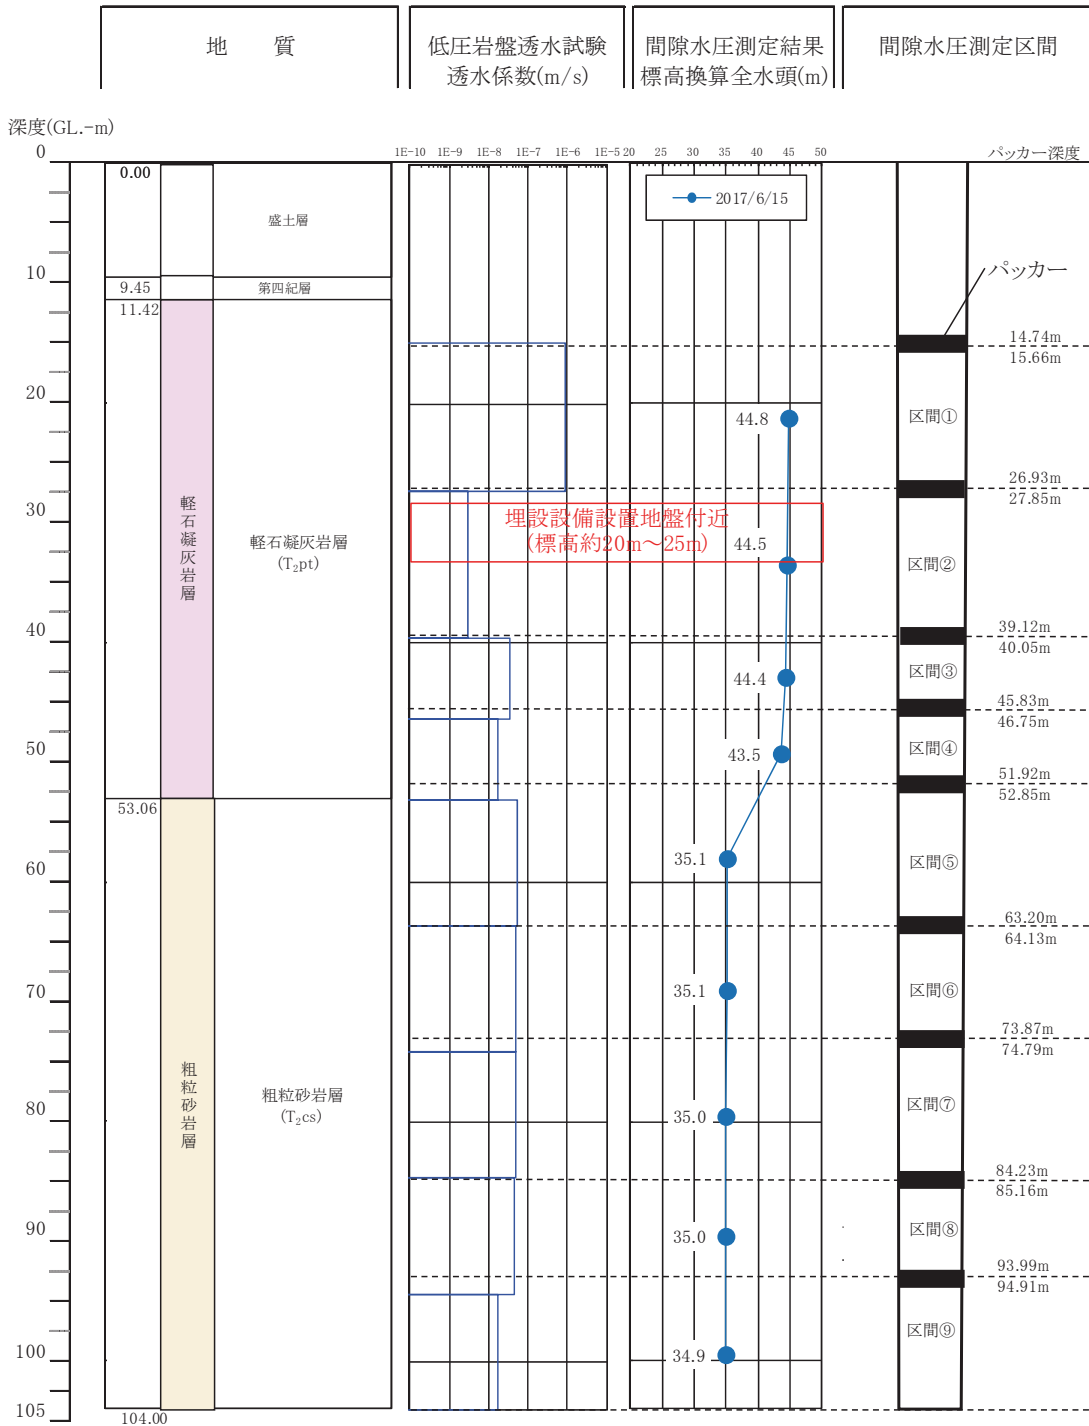 地　質
低圧岩盤透水試験
透水係数(m/s)
間隙水圧測定結果
標高換算全水頭(m)
間隙水圧測定区間
深度(GL.-m)
1E-10 1E-9 1E-8 1E-7 1E-6 1E-5
20 25 30 35 40 45 50
パッカー深度
0
0.00
2017/6/15
盛土層
パッカー
10
9.45
第四紀層
11.42
14.74m
15.66m
20
44.8
区間①
26.93m
27.85m
30
埋設設備設置地盤付近
(標高約20m～25m)
44.5
軽石凝灰岩層
軽石凝灰岩層
(T₂pt)
区間②
40
39.12m
40.05m
44.4
区間③
45.83m
46.75m
50
43.5
区間④
51.92m
52.85m
53.06
60
35.1
区間⑤
63.20m
64.13m
70
35.1
区間⑥
73.87m
74.79m
粗粒砂岩層
粗粒砂岩層
(T₂cs)
80
35.0
区間⑦
84.23m
85.16m
90
35.0
区間⑧
93.99m
94.91m
100
34.9
区間⑨
105
104.00